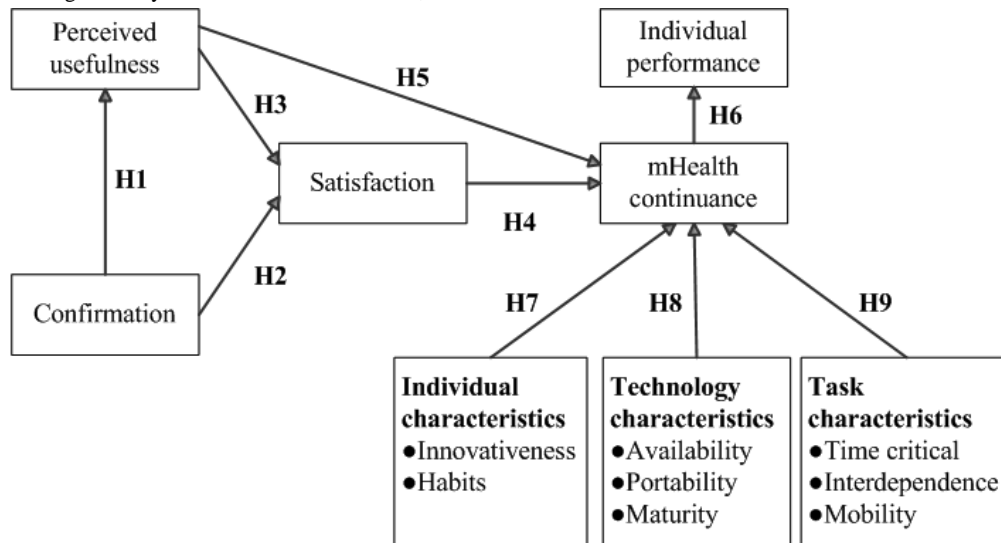 Perceived
usefulness
Individual
performance
H5
H3
H6
H1
Satisfaction
mHealth
continuance
H4
H2
Confirmation
H7
H8
H9
Individual
characteristics
●Innovativeness
●Habits
Technology
characteristics
●Availability
●Portability
●Maturity
Task
characteristics
●Time critical
●Interdependence
●Mobility